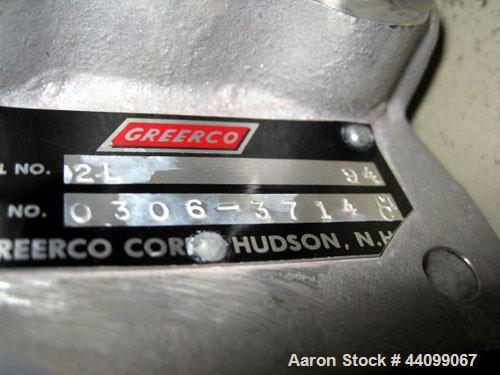 GREERCO
L NO. 2L 94
NO. 0306-3714
REERCO CORP. HUDSON, N.H
Aaron Stock # 44099067